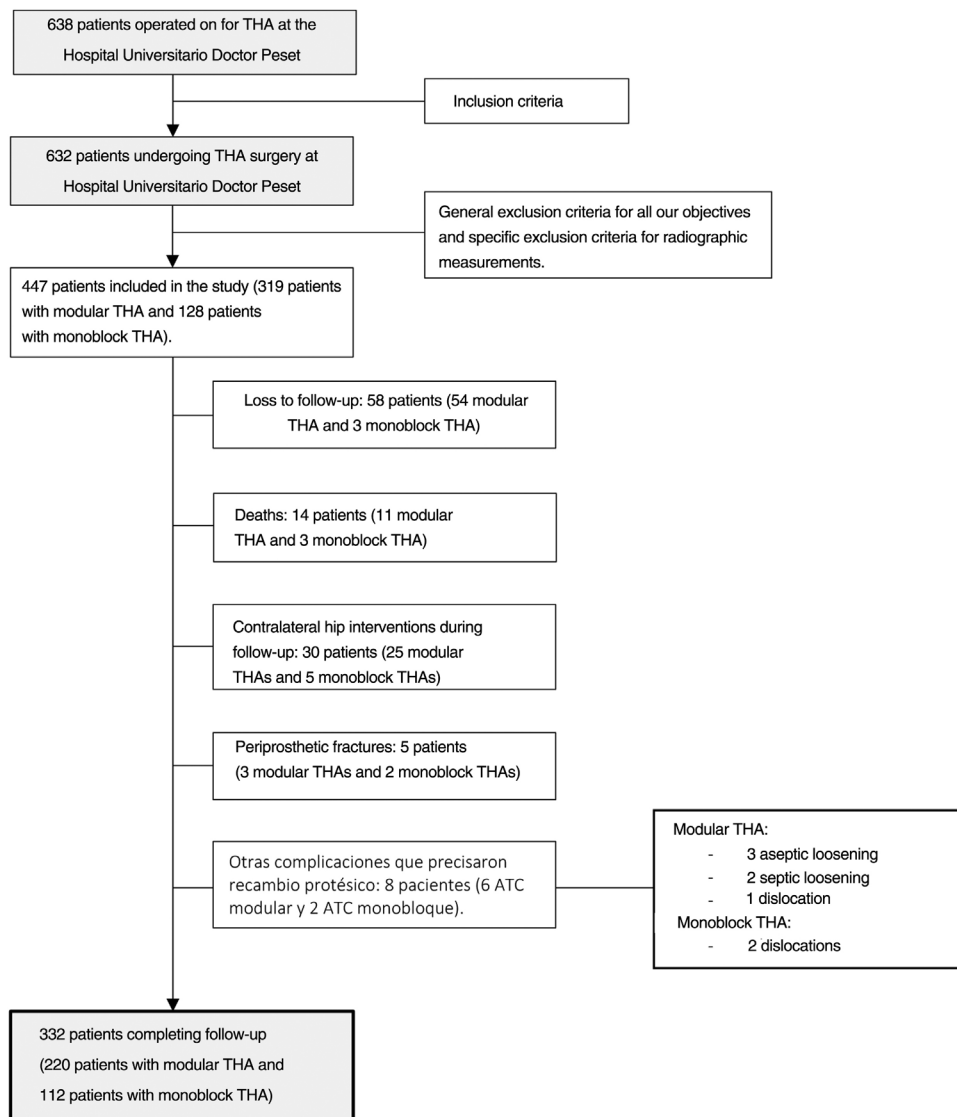 638 patients operated on for THA at the
Hospital Universitario Doctor Peset
Inclusion criteria
632 patients undergoing THA surgery at
Hospital Universitario Doctor Peset
General exclusion criteria for all our objectives
and specific exclusion criteria for radiographic
measurements.
447 patients included in the study (319 patients
with modular THA and 128 patients
with monoblock THA).
Loss to follow-up: 58 patients (54 modular
THA and 3 monoblock THA)
Deaths: 14 patients (11 modular
THA and 3 monoblock THA)
Contralateral hip interventions during
follow-up: 30 patients (25 modular
THAs and 5 monoblock THAs)
Periprosthetic fractures: 5 patients
(3 modular THAs and 2 monoblock THAs)
Otras complicaciones que precisaron
recambio protésico: 8 pacientes (6 ATC
modular y 2 ATC monobloque).
Modular THA:
- 3 aseptic loosening
- 2 septic loosening
- 1 dislocation
Monoblock THA:
- 2 dislocations
332 patients completing follow-up
(220 patients with modular THA and
112 patients with monoblock THA)